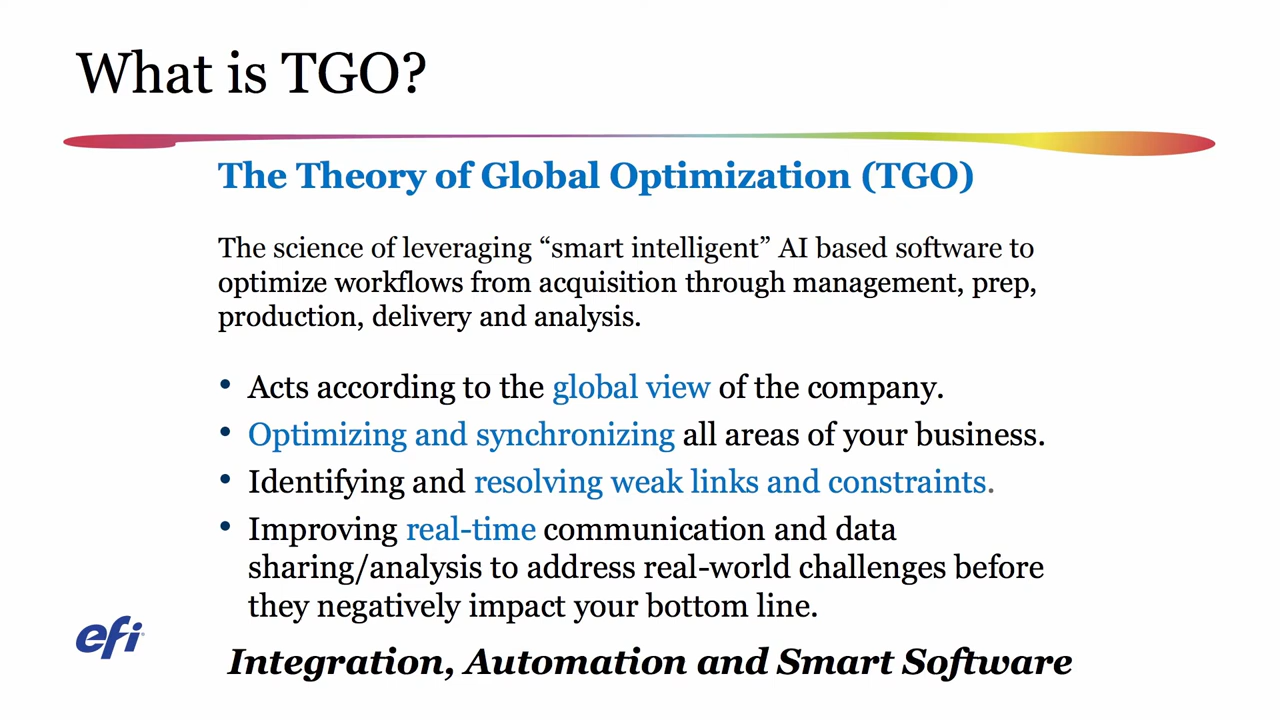 What is TGO?
The Theory of Global Optimization (TGO)
The science of leveraging “smart intelligent” AI based software to
optimize workflows from acquisition through management, prep,
production, delivery and analysis.
• Acts according to the global view of the company.
• Optimizing and synchronizing all areas of your business.
• Identifying and resolving weak links and constraints.
• Improving real-time communication and data
sharing/analysis to address real-world challenges before
they negatively impact your bottom line.
efi
Integration, Automation and Smart Software